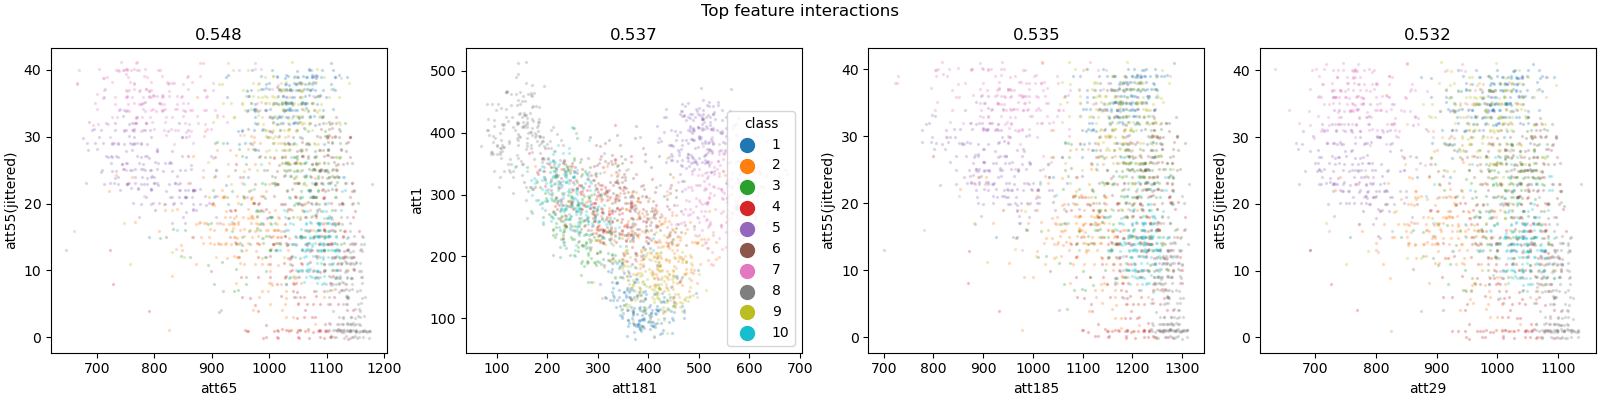 Top feature interactions
0.548
40
30
20
10
0
att55(jittered)
700 800 900 1000 1100 1200
att65
0.537
500
400
300
200
100
att1
100 200 300 400 500 600 700
att181
class
1
2
3
4
5
6
7
8
9
10
0.535
40
30
20
10
0
att55(jittered)
700 800 900 1000 1100 1200 1300
att185
0.532
40
30
20
10
0
att55(jittered)
700 800 900 1000 1100
att29